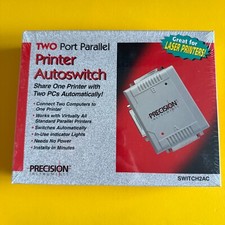 TWO Port Parallel
Printer
Autoswitch
Share One Printer with
Two PCs Automatically!
• Connect Two Computers to
One Printer
• Works with Virtually All
Standard Parallel Printers
• Switches Automatically
• In-Use Indicator Lights
• Needs No Power
• Installs in Minutes
Great for
LASER PRINTERS!
PRECISION
PRECISION
SWITCH2AC